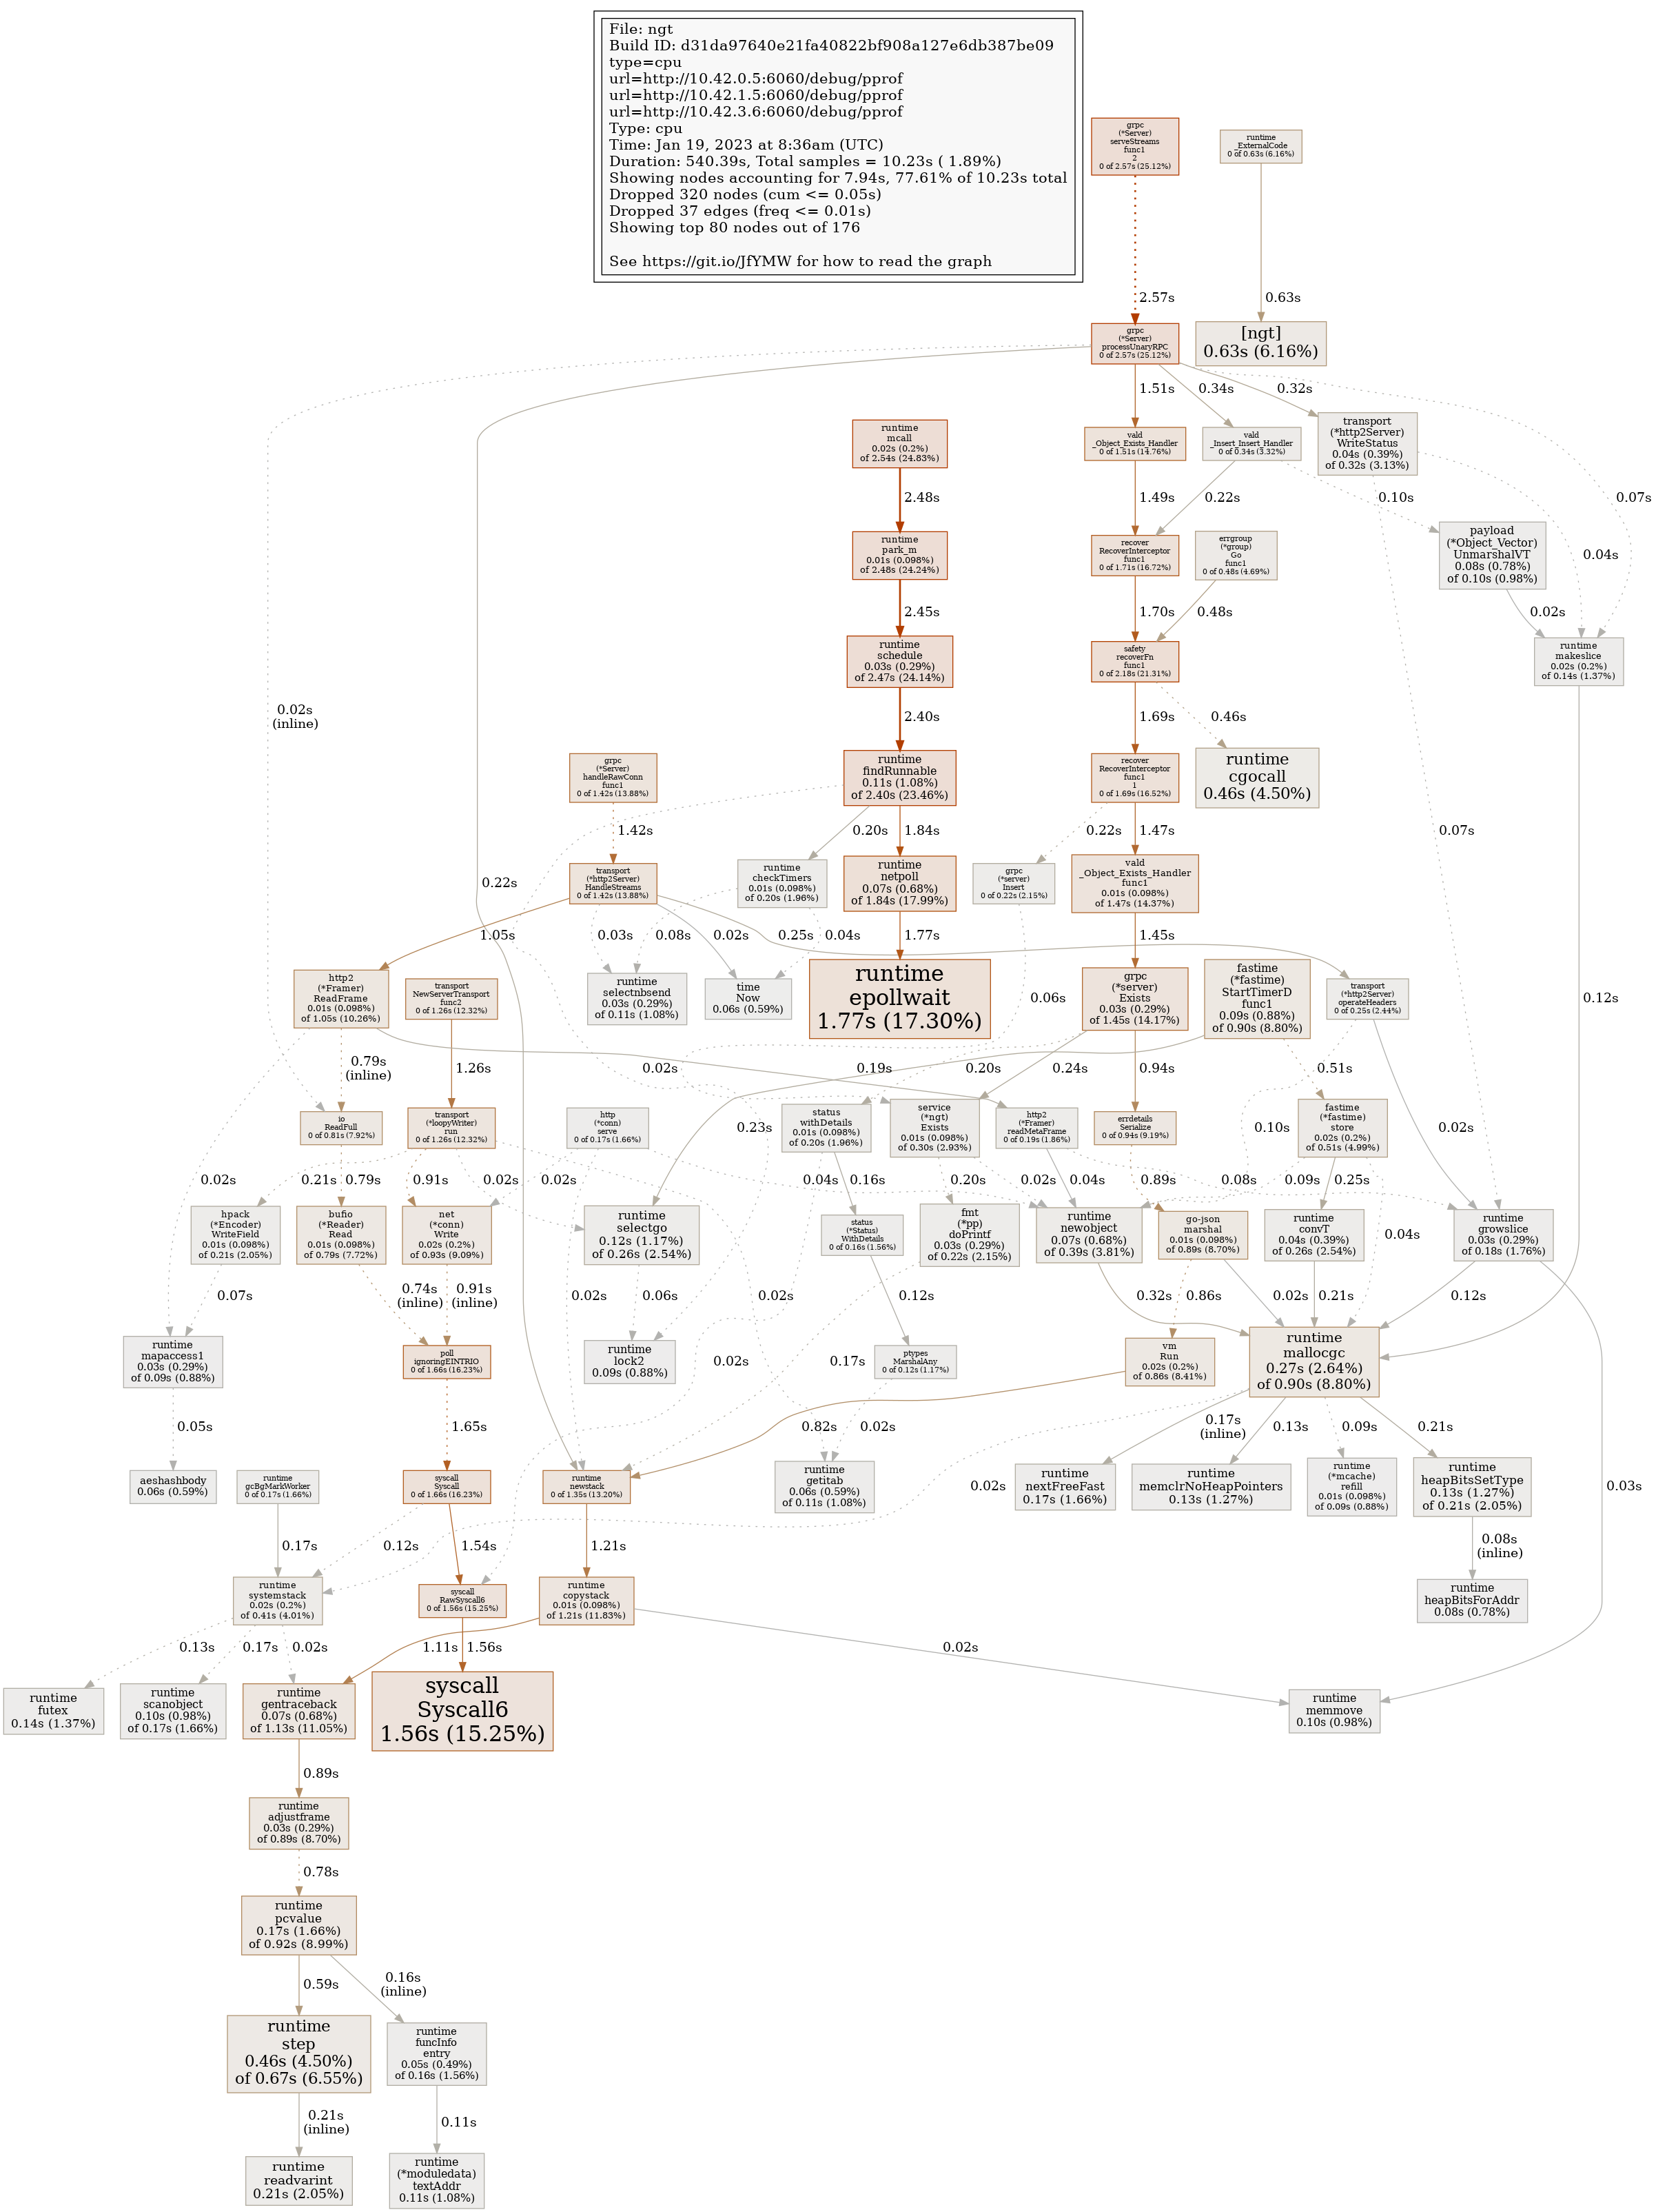 File: ngt
Build ID: d31da97640e21fa40822bf908a127e6db387be09
type=cpu
url=http://10.42.0.5:6060/debug/pprof
url=http://10.42.1.5:6060/debug/pprof
url=http://10.42.3.6:6060/debug/pprof
Type: cpu
Time: Jan 19, 2023 at 8:36am (UTC)
Duration: 540.39s, Total samples = 10.23s ( 1.89%)
Showing nodes accounting for 7.94s, 77.61% of 10.23s total
Dropped 320 nodes (cum <= 0.05s)
Dropped 37 edges (freq <= 0.01s)
Showing top 80 nodes out of 176
See https://git.io/JfYMW for how to read the graph
grpc
(*Server)
serveStreams
func1
2
0 of 2.57s (25.12%)
runtime
_ExternalCode
0 of 0.63s (6.16%)
2.57s
0.63s
grpc
(*Server)
processUnaryRPC
0 of 2.57s (25.12%)
[ngt]
0.63s (6.16%)
1.51s
0.34s
0.32s
runtime
mcall
0.02s (0.2%)
of 2.54s (24.83%)
vald
_Object_Exists_Handler
0 of 1.51s (14.76%)
vald
_Insert_Insert_Handler
0 of 0.34s (3.32%)
transport
(*http2Server)
WriteStatus
0.04s (0.39%)
of 0.32s (3.13%)
2.48s
1.49s
0.22s
0.10s
0.07s
runtime
park_m
0.01s (0.098%)
of 2.48s (24.24%)
recover
RecoverInterceptor
func1
0 of 1.71s (16.72%)
errgroup
(*group)
Go
func1
0 of 0.48s (4.69%)
payload
(*Object_Vector)
UnmarshalVT
0.08s (0.78%)
of 0.10s (0.98%)
0.04s
2.45s
1.70s
0.48s
0.02s
runtime
schedule
0.03s (0.29%)
of 2.47s (24.14%)
safety
recoverFn
func1
0 of 2.18s (21.31%)
runtime
makeslice
0.02s (0.2%)
of 0.14s (1.37%)
0.02s
(inline)
2.40s
1.69s
0.46s
grpc
(*Server)
handleRawConn
func1
0 of 1.42s (13.88%)
runtime
findRunnable
0.11s (1.08%)
of 2.40s (23.46%)
recover
RecoverInterceptor
func1
1
0 of 1.69s (16.52%)
runtime
cgocall
0.46s (4.50%)
1.42s
0.20s
1.84s
0.22s
1.47s
0.07s
transport
(*http2Server)
HandleStreams
0 of 1.42s (13.88%)
runtime
checkTimers
0.01s (0.098%)
of 0.20s (1.96%)
runtime
netpoll
0.07s (0.68%)
of 1.84s (17.99%)
grpc
(*server)
Insert
0 of 0.22s (2.15%)
vald
_Object_Exists_Handler
func1
0.01s (0.098%)
of 1.47s (14.37%)
0.22s
1.05s
0.03s
0.08s
0.02s
0.25s
0.04s
1.77s
1.45s
http2
(*Framer)
ReadFrame
0.01s (0.098%)
of 1.05s (10.26%)
transport
NewServerTransport
func2
0 of 1.26s (12.32%)
runtime
selectnbsend
0.03s (0.29%)
of 0.11s (1.08%)
time
Now
0.06s (0.59%)
runtime
epollwait
1.77s (17.30%)
0.06s
grpc
(*server)
Exists
0.03s (0.29%)
of 1.45s (14.17%)
fastime
(*fastime)
StartTimerD
func1
0.09s (0.88%)
of 0.90s (8.80%)
transport
(*http2Server)
operateHeaders
0 of 0.25s (2.44%)
0.12s
0.79s
(inline)
1.26s
0.02s
0.19s
0.20s
0.24s
0.94s
0.51s
io
ReadFull
0 of 0.81s (7.92%)
transport
(*loopyWriter)
run
0 of 1.26s (12.32%)
http
(*conn)
serve
0 of 0.17s (1.66%)
0.23s
status
withDetails
0.01s (0.098%)
of 0.20s (1.96%)
service
(*ngt)
Exists
0.01s (0.098%)
of 0.30s (2.93%)
http2
(*Framer)
readMetaFrame
0 of 0.19s (1.86%)
errdetails
Serialize
0 of 0.94s (9.19%)
0.10s
fastime
(*fastime)
store
0.02s (0.2%)
of 0.51s (4.99%)
0.02s
0.02s
0.21s
0.79s
0.91s
0.02s
0.02s
0.04s
0.16s
0.20s
0.02s
0.04s
0.89s
0.08s
0.09s
0.25s
hpack
(*Encoder)
WriteField
0.01s (0.098%)
of 0.21s (2.05%)
bufio
(*Reader)
Read
0.01s (0.098%)
of 0.79s (7.72%)
net
(*conn)
Write
0.02s (0.2%)
of 0.93s (9.09%)
runtime
selectgo
0.12s (1.17%)
of 0.26s (2.54%)
status
(*Status)
WithDetails
0 of 0.16s (1.56%)
fmt
(*pp)
doPrintf
0.03s (0.29%)
of 0.22s (2.15%)
runtime
newobject
0.07s (0.68%)
of 0.39s (3.81%)
go-json
marshal
0.01s (0.098%)
of 0.89s (8.70%)
runtime
convT
0.04s (0.39%)
of 0.26s (2.54%)
0.04s
runtime
growslice
0.03s (0.29%)
of 0.18s (1.76%)
0.07s
0.74s
(inline)
0.91s
(inline)
0.02s
0.06s
0.02s
0.12s
0.32s
0.86s
0.02s
0.21s
0.12s
runtime
mapaccess1
0.03s (0.29%)
of 0.09s (0.88%)
poll
ignoringEINTRIO
0 of 1.66s (16.23%)
runtime
lock2
0.09s (0.88%)
0.02s
0.17s
ptypes
MarshalAny
0 of 0.12s (1.17%)
vm
Run
0.02s (0.2%)
of 0.86s (8.41%)
runtime
mallocgc
0.27s (2.64%)
of 0.90s (8.80%)
0.05s
1.65s
0.82s
0.02s
0.17s
(inline)
0.13s
0.09s
0.21s
aeshashbody
0.06s (0.59%)
runtime
gcBgMarkWorker
0 of 0.17s (1.66%)
syscall
Syscall
0 of 1.66s (16.23%)
runtime
newstack
0 of 1.35s (13.20%)
runtime
getitab
0.06s (0.59%)
of 0.11s (1.08%)
0.02s
runtime
nextFreeFast
0.17s (1.66%)
runtime
memclrNoHeapPointers
0.13s (1.27%)
runtime
(*mcache)
refill
0.01s (0.098%)
of 0.09s (0.88%)
runtime
heapBitsSetType
0.13s (1.27%)
of 0.21s (2.05%)
0.03s
0.17s
0.12s
1.54s
1.21s
0.08s
(inline)
runtime
systemstack
0.02s (0.2%)
of 0.41s (4.01%)
syscall
RawSyscall6
0 of 1.56s (15.25%)
runtime
copystack
0.01s (0.098%)
of 1.21s (11.83%)
runtime
heapBitsForAddr
0.08s (0.78%)
0.13s
0.17s
0.02s
1.11s
1.56s
0.02s
runtime
futex
0.14s (1.37%)
runtime
scanobject
0.10s (0.98%)
of 0.17s (1.66%)
runtime
gentraceback
0.07s (0.68%)
of 1.13s (11.05%)
syscall
Syscall6
1.56s (15.25%)
runtime
memmove
0.10s (0.98%)
0.89s
runtime
adjustframe
0.03s (0.29%)
of 0.89s (8.70%)
0.78s
runtime
pcvalue
0.17s (1.66%)
of 0.92s (8.99%)
0.59s
0.16s
(inline)
runtime
step
0.46s (4.50%)
of 0.67s (6.55%)
runtime
funcInfo
entry
0.05s (0.49%)
of 0.16s (1.56%)
0.21s
(inline)
0.11s
runtime
readvarint
0.21s (2.05%)
runtime
(*moduledata)
textAddr
0.11s (1.08%)